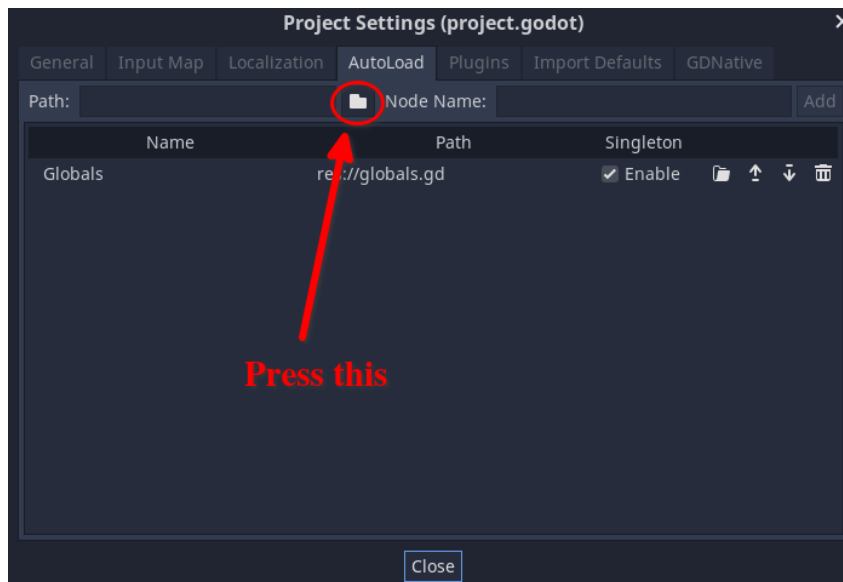 Project Settings (project.godot)
General Input Map Localization AutoLoad Plugins Import Defaults GDNative
Path: Node Name: Add
Name Path Singleton
Globals res://globals.gd Enable
Press this
Close